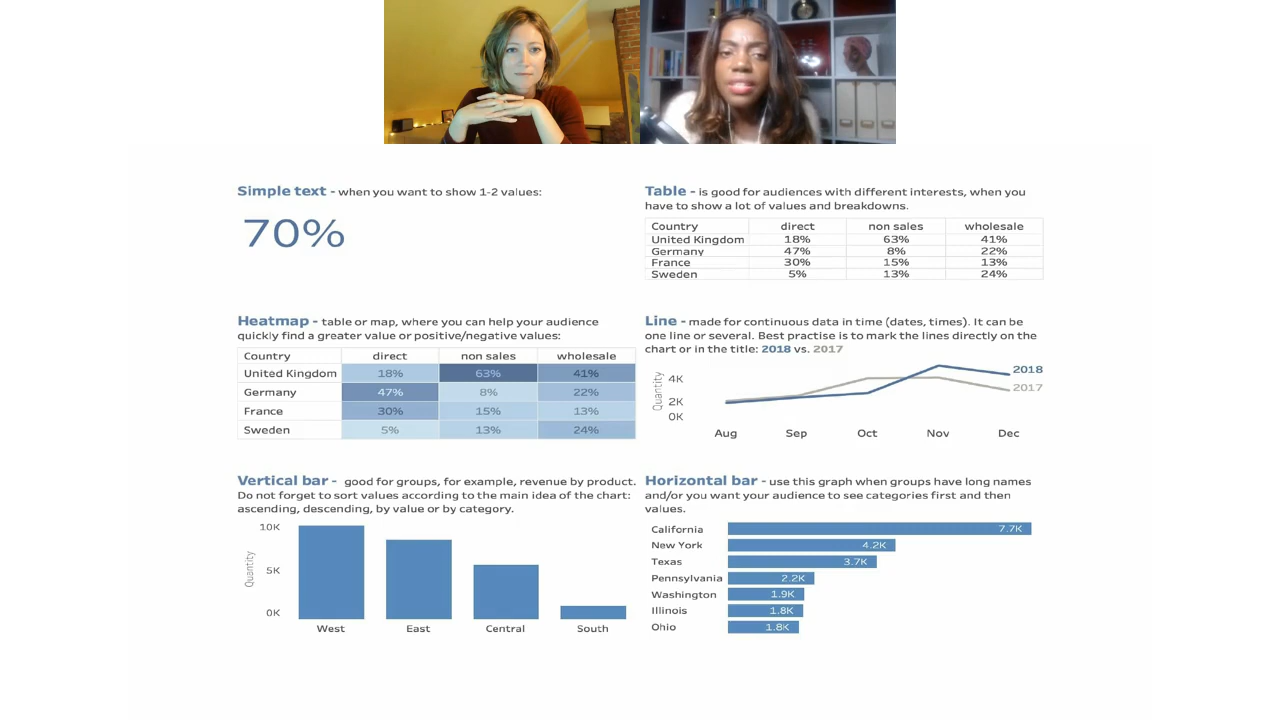 Simple text - when you want to show 1-2 values:
70%
Table - is good for audiences with different interests, when you
have to show a lot of values and breakdowns.
Country direct non sales wholesale
United Kingdom 18% 63% 41%
Germany 47% 8% 22%
France 30% 15% 13%
Sweden 5% 13% 24%
Heatmap - table or map, where you can help your audience
quickly find a greater value or positive/negative values:
Country direct non sales wholesale
United Kingdom 18% 63% 41%
Germany 47% 8% 22%
France 30% 15% 13%
Sweden 5% 13% 24%
Line - made for continuous data in time (dates, times). It can be
one line or several. Best practise is to mark the lines directly on the
chart or in the title: 2018 vs. 2017
Quantity
4K
2K
0K
2018
2017
Aug Sep Oct Nov Dec
Vertical bar - good for groups, for example, revenue by product.
Do not forget to sort values according to the main idea of the chart:
ascending, descending, by value or by category.
Quantity
10K
5K
0K
West East Central South
Horizontal bar - use this graph when groups have long names
and/or you want your audience to see categories first and then
values.
California 7.7K
New York 4.2K
Texas 3.7K
Pennsylvania 2.2K
Washington 1.9K
Illinois 1.8K
Ohio 1.8K